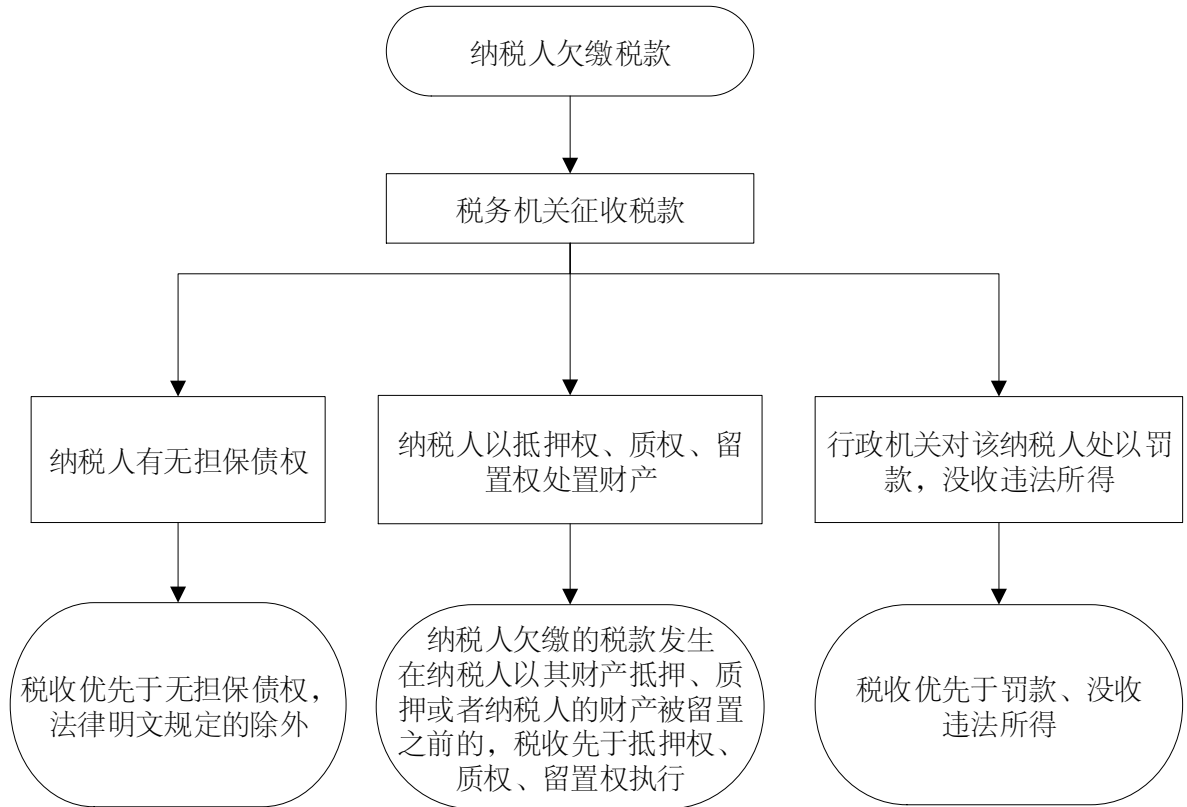 纳税人欠缴税款
税务机关征收税款
纳税人有无担保债权
纳税人以抵押权、质权、留
置权处置财产
行政机关对该纳税人处以罚
款，没收违法所得
税收优先于无担保债权，
法律明文规定的除外
纳税人欠缴的税款发生
在纳税人以其财产抵押、质
押或者纳税人的财产被留置
之前的，税收先于抵押权、
质权、留置权执行
税收优先于罚款、没收
违法所得